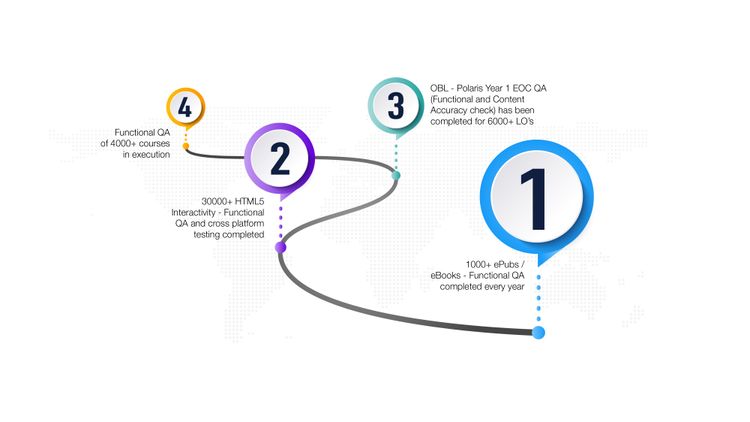 4
Functional QA
of 4000+ courses
in execution
3
OBL - Polaris Year 1 EOC QA
(Functional and Content
Accuracy check) has been
completed for 6000+ LO's
2
30000+ HTML5
Interactivity - Functional
QA and cross platform
testing completed
1
1000+ ePubs /
eBooks - Functional QA
completed every year